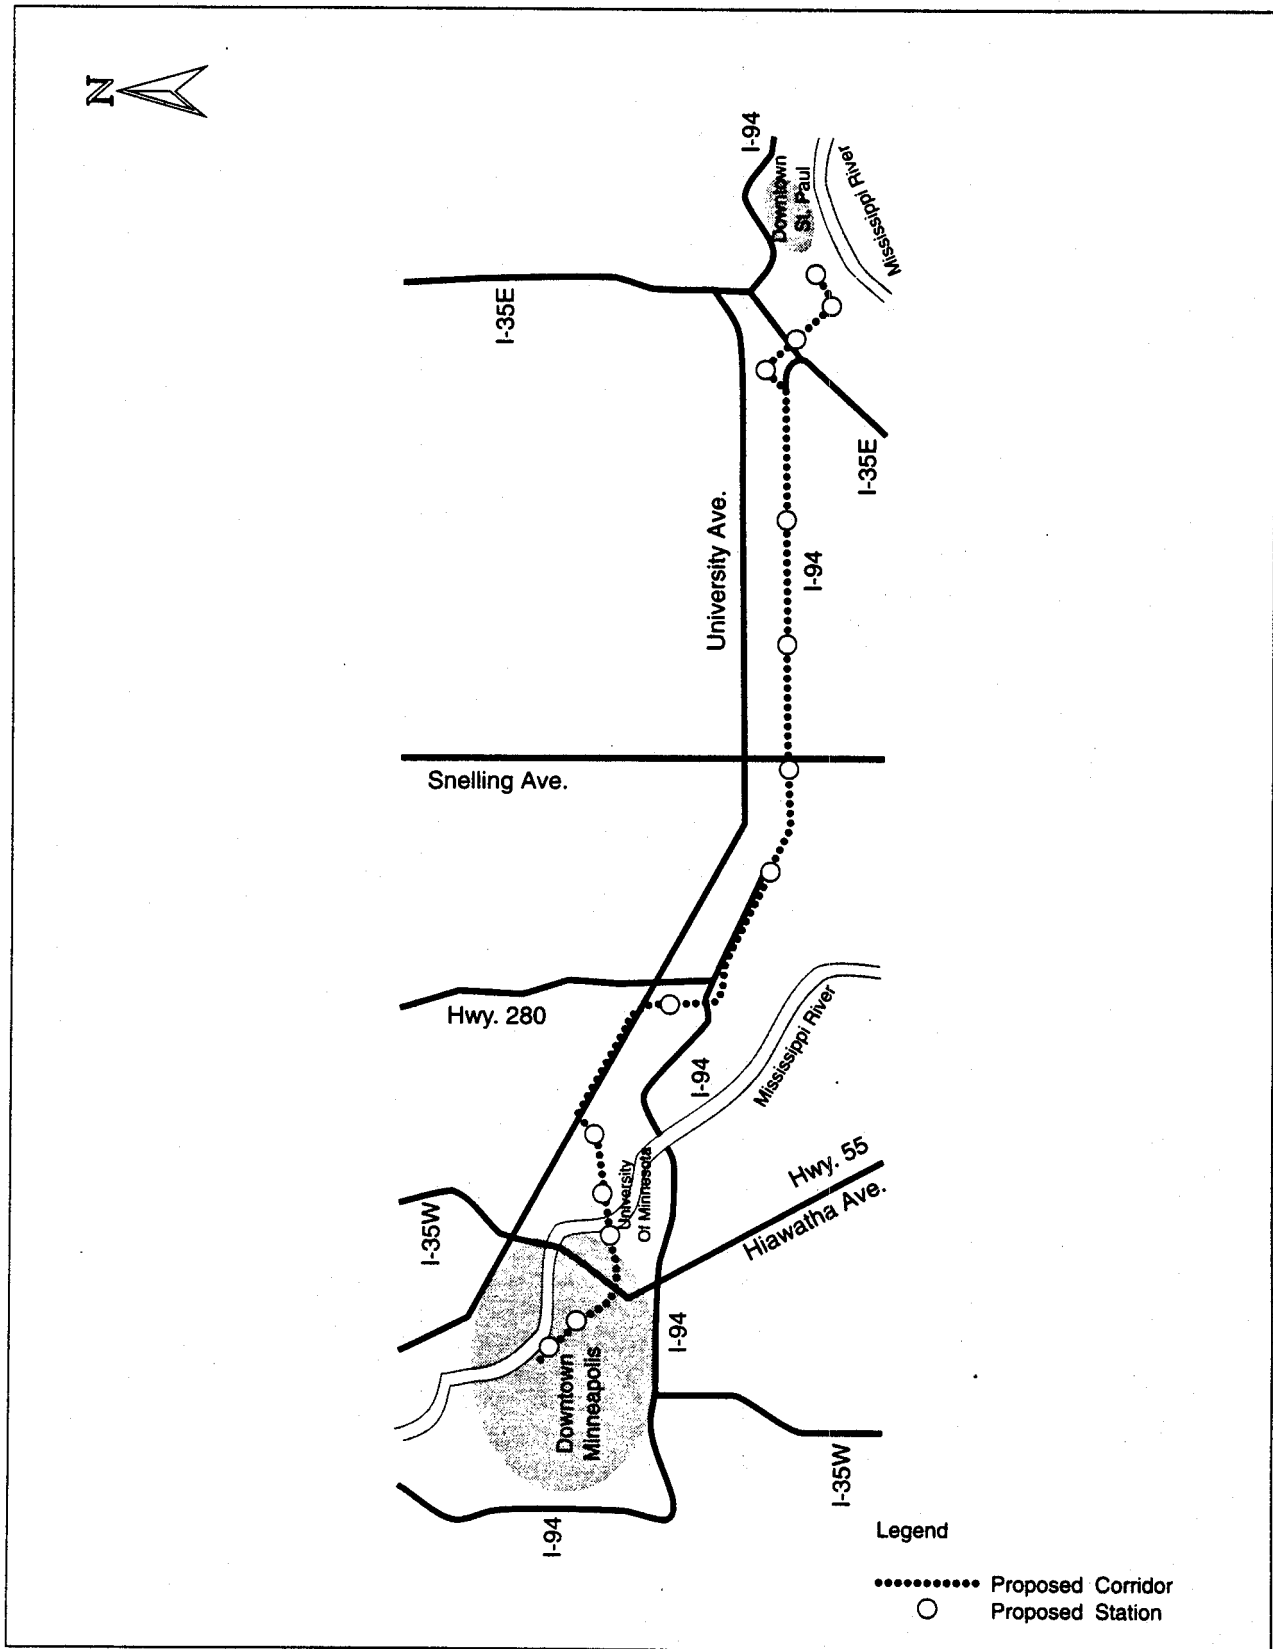 N
I-94
Downtown
St. Paul
Mississippi River
I-35E
I-35E
University Ave.
I-94
Snelling Ave.
Hwy. 280
I-94
Mississippi River
University
Of Minnesota
Hwy. 55
Hiawatha Ave.
I-35W
I-94
Downtown
Minneapolis
I-35W
I-94
Legend
Proposed Corridor
Proposed Station